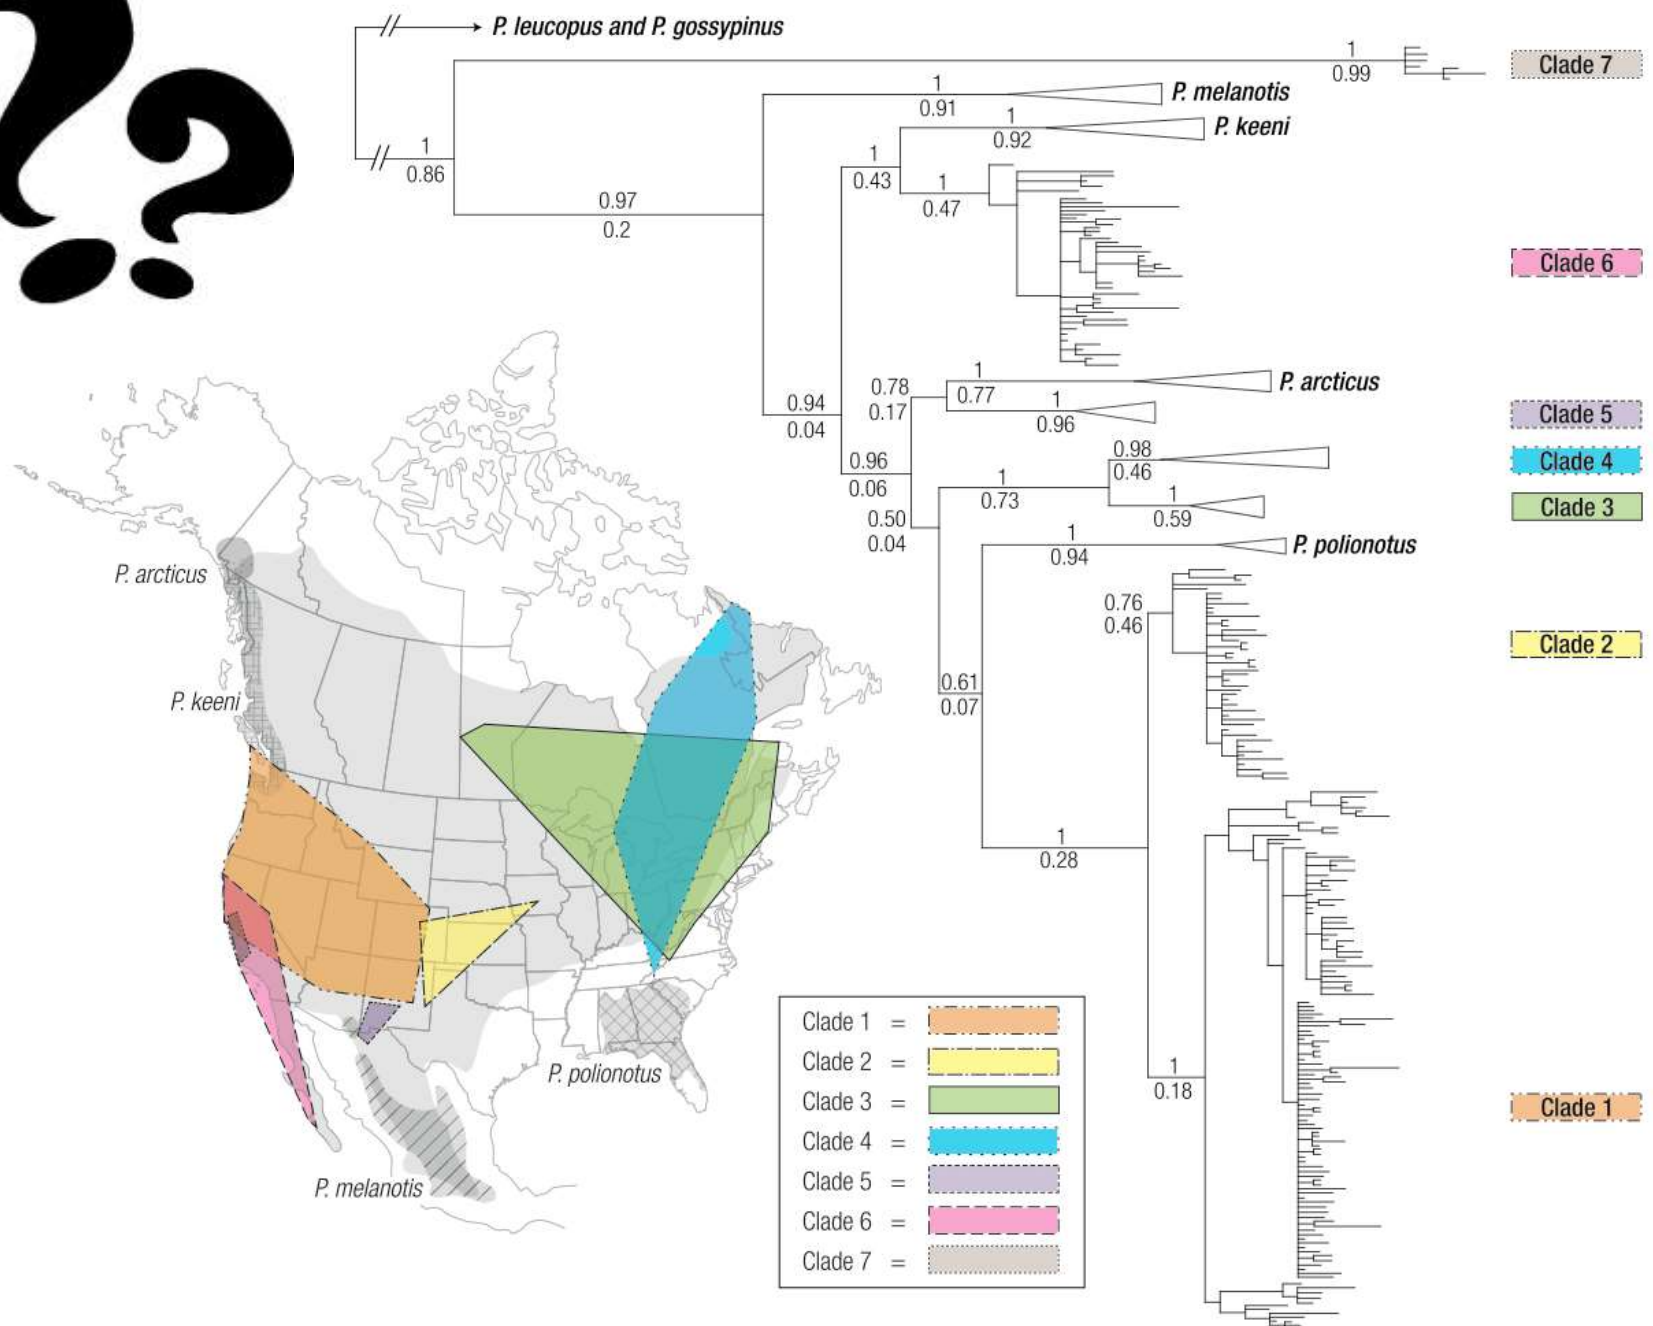 ??
P. leucopus and P. gossypinus
1
0.99
Clade 7
1
0.91
P. melanotis
1
0.92
P. keeni
1
0.86
1
0.43
1
0.47
0.97
0.2
Clade 6
0.94
0.04
0.78
0.17
1
0.77
P. arcticus
1
0.96
Clade 5
0.96
0.06
0.98
0.46
Clade 4
1
0.73
1
0.59
Clade 3
0.50
0.04
1
0.94
P. polionotus
0.76
0.46
Clade 2
0.61
0.07
1
0.28
1
0.18
Clade 1
P. arcticus
P. keeni
P. polionotus
P. melanotis
Clade 1 =
Clade 2 =
Clade 3 =
Clade 4 =
Clade 5 =
Clade 6 =
Clade 7 =